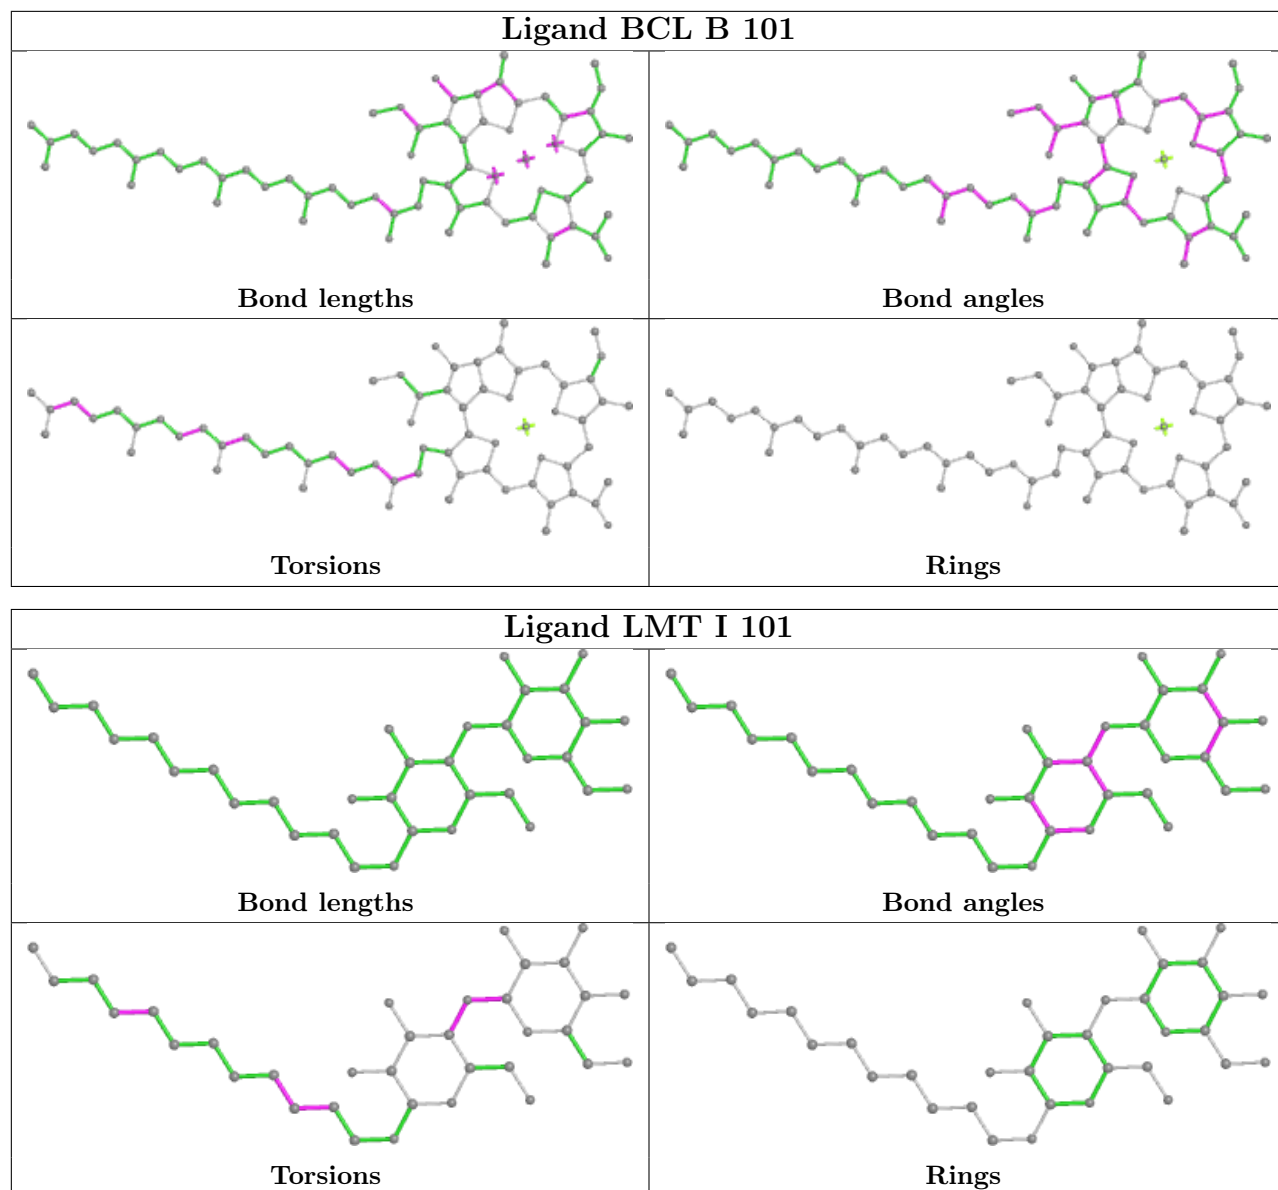 Ligand BCL B 101
Bond lengths
Bond angles
Torsions
Rings
Ligand LMT I 101
Bond lengths
Bond angles
Torsions
Rings